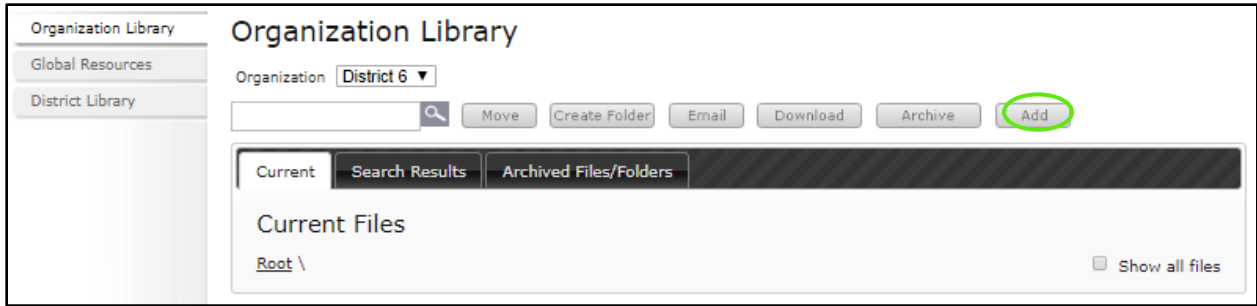 Organization Library
Global Resources
District Library
Organization Library
Organization District 6
Move Create Folder Email Download Archive Add
Current Search Results Archived Files/Folders
Current Files
Root \ Show all files